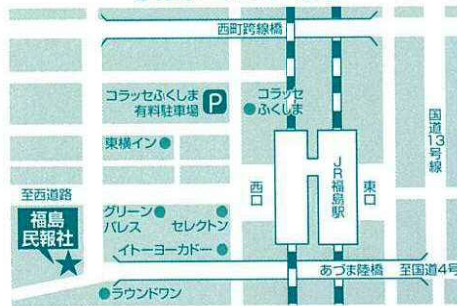 西町跨線橋
コラッセふくしま
有料駐車場
P
コラッセ
ふくしま
東横イン
国道13号線
至西道路
福島
民報社
グリーン
パレス
セレクトン
イトーヨーカドー
ラウンドワン
西口
JR福島駅
東口
あづま陸橋
至国道4号